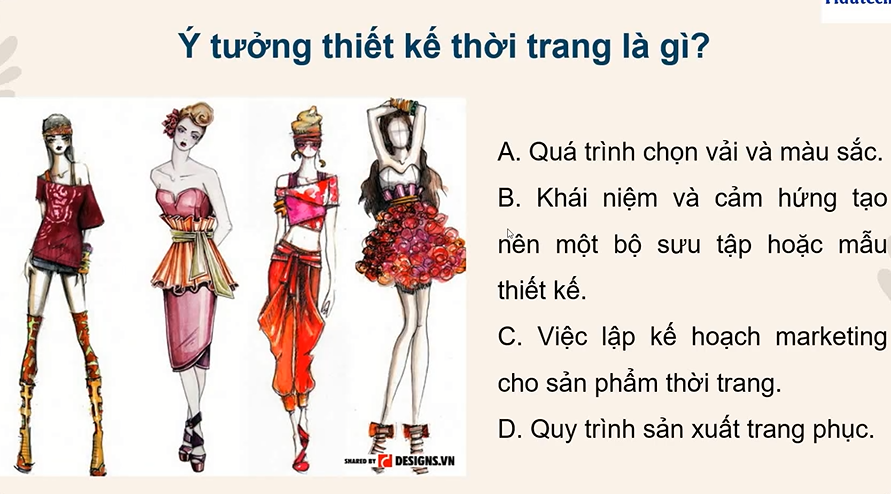 Ý tưởng thiết kế thời trang là gì?
A. Quá trình chọn vải và màu sắc.
B. Khái niệm và cảm hứng tạo
nên một bộ sưu tập hoặc mẫu
thiết kế.
C. Việc lập kế hoạch marketing
cho sản phẩm thời trang.
D. Quy trình sản xuất trang phục.
SHARED BY DESIGNS.VN